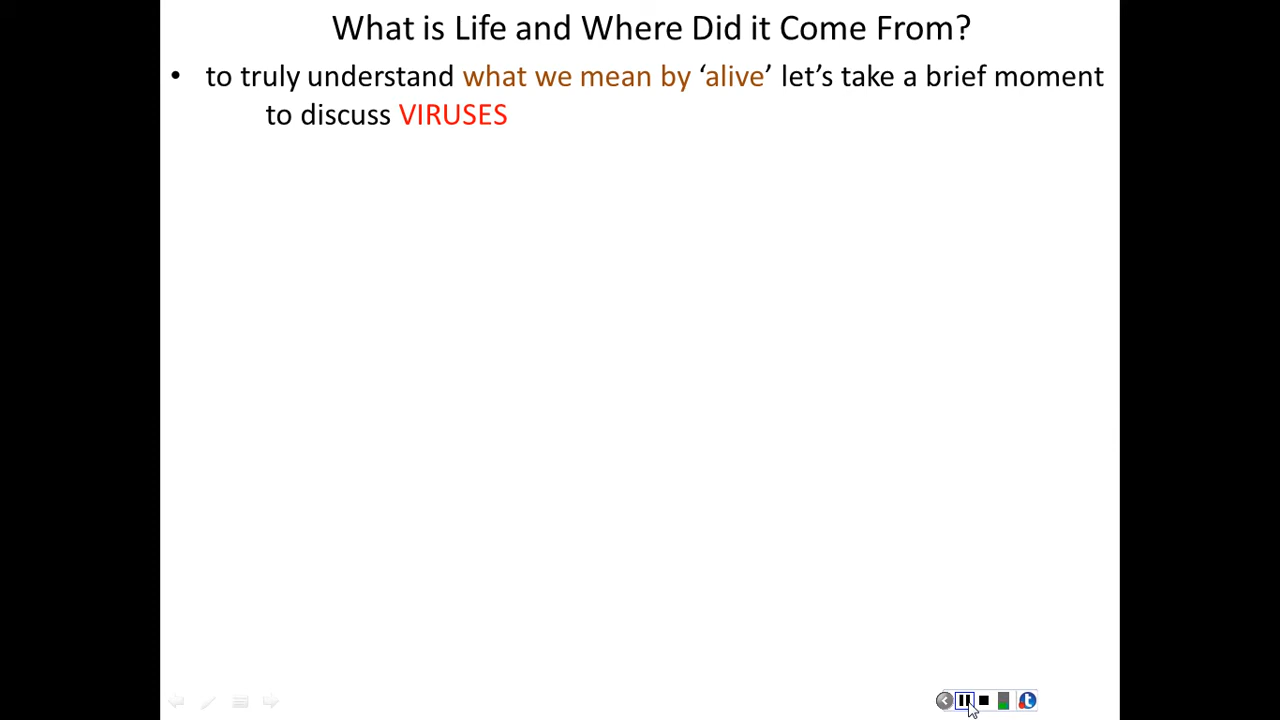 What is Life and Where Did it Come From?
• to truly understand what we mean by ‘alive’ let’s take a brief moment
to discuss VIRUSES